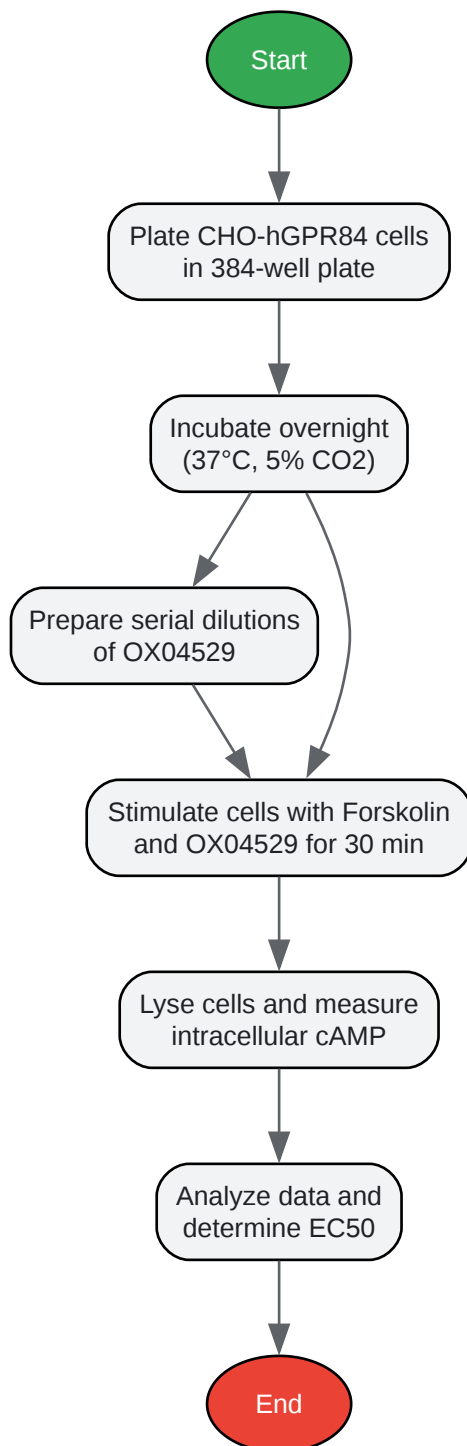 Start
Plate CHO-hGPR84 cells
in 384-well plate
Incubate overnight
(37°C, 5% CO2)
Prepare serial dilutions
of OX04529
Stimulate cells with Forskolin
and OX04529 for 30 min
Lyse cells and measure
intracellular cAMP
Analyze data and
determine EC50
End